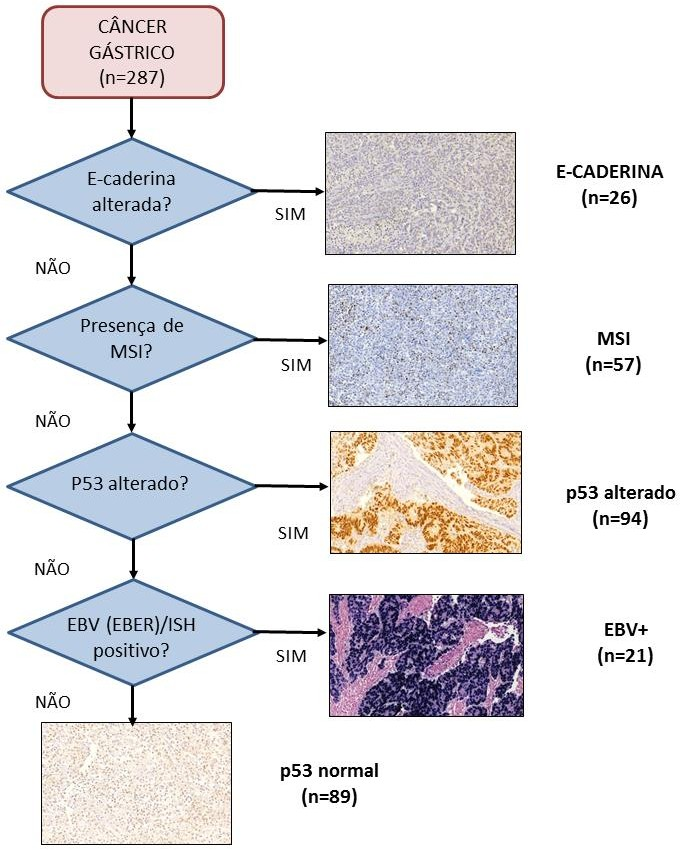 CÂNCER
GÁSTRICO
(n=287)
E-caderina
alterada?
SIM
E-CADERINA
(n=26)
NÃO
Presença de
MSI?
SIM
MSI
(n=57)
NÃO
P53 alterado?
SIM
p53 alterado
(n=94)
NÃO
EBV (EBER)/ISH
positivo?
SIM
EBV+
(n=21)
NÃO
p53 normal
(n=89)